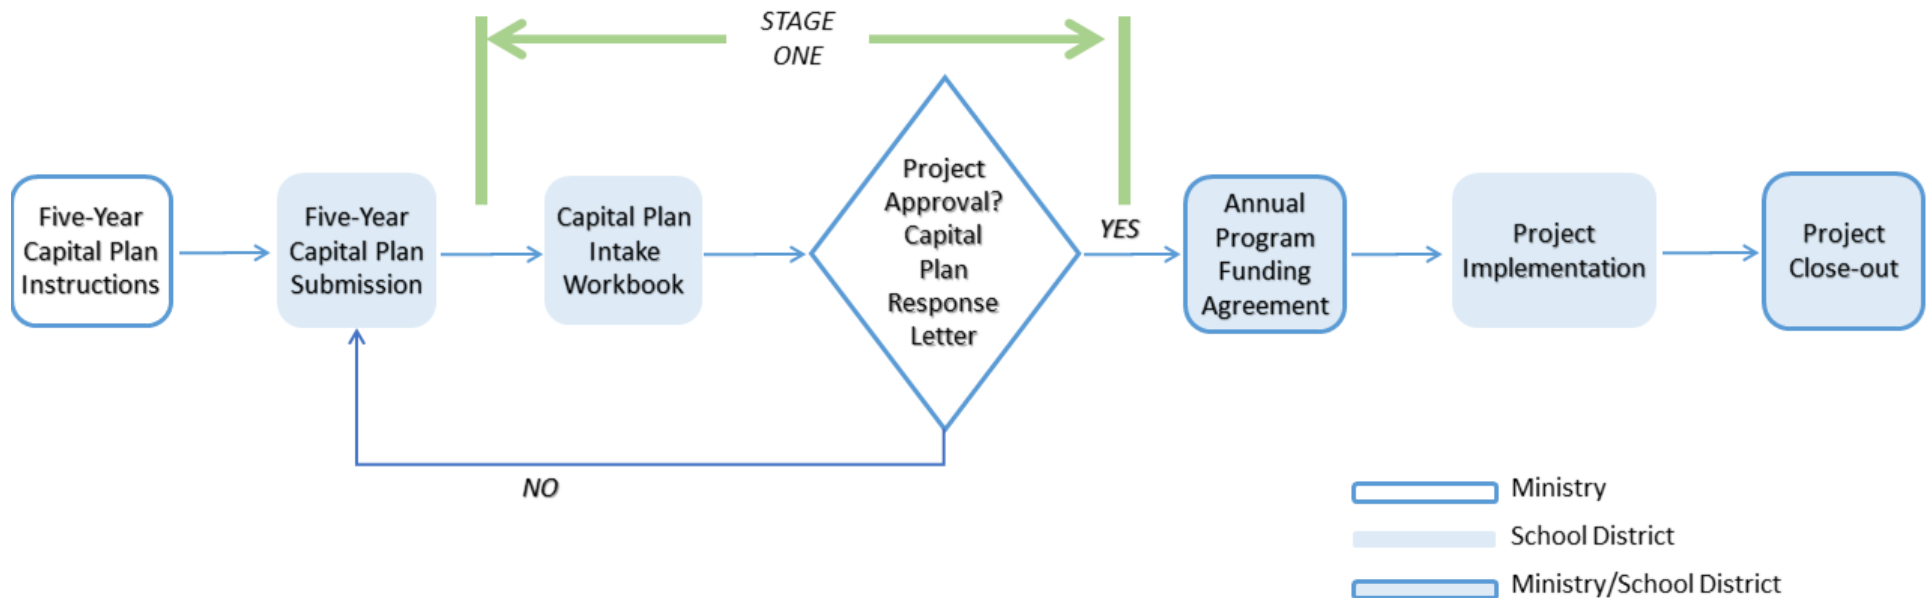 STAGE
ONE
Five-Year
Capital Plan
Instructions
Five-Year
Capital Plan
Submission
Capital Plan
Intake
Workbook
Project
Approval?
Capital
Plan
Response
Letter
YES
NO
Annual
Program
Funding
Agreement
Project
Implementation
Project
Close-out
Ministry
School District
Ministry/School District